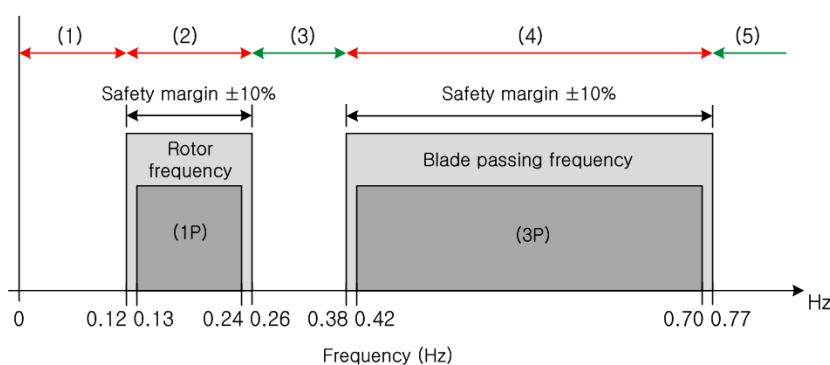 (1) (2) (3) (4) (5)
Safety margin ±10% Safety margin ±10%
Rotor
frequency
Blade passing frequency
(1P)
(3P)
0 0.12 0.13 0.24 0.26 0.38 0.42 0.70 0.77 Hz
Frequency (Hz)